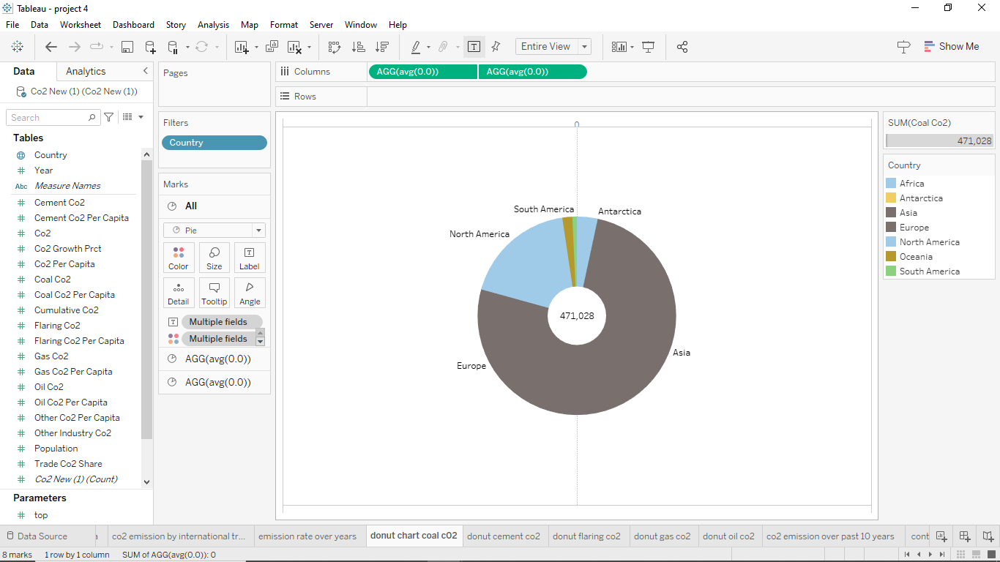 Tableau - project 4
File Data Worksheet Dashboard Story Analysis Map Format Server Window Help
Entire View
Show Me
Data Analytics
Co2 New (1) (Co2 New (1))
Search
Tables
Country
Year
Abc Measure Names
Cement Co2
Cement Co2 Per Capita
Co2
Co2 Growth Prct
Co2 Per Capita
Coal Co2
Coal Co2 Per Capita
Cumulative Co2
Flaring Co2
Flaring Co2 Per Capita
Gas Co2
Gas Co2 Per Capita
Oil Co2
Oil Co2 Per Capita
Other Co2 Per Capita
Other Industry Co2
Population
Trade Co2 Share
Co2 New (1) (Count)
Parameters
top
Pages
Filters
Country
Marks
All
Pie
Color Size T Label
Detail Tooltip Angle
T Multiple fields
Multiple fields
AGG(avg(0.0))
AGG(avg(0.0))
Columns AGG(avg(0.0)) AGG(avg(0.0))
Rows
0
South America Antarctica
North America
471,028
Asia
Europe
SUM(Coal Co2)
471,028
Country
Africa
Antarctica
Asia
Europe
North America
Oceania
South America
Data Source a co2 emission by international tr... emission rate over years donut chart coal cO2 donut cement co2 donut flaring co2 donut gas co2 donut oil co2 co2 emission over past 10 years cont
8 marks 1 row by 1 column SUM of AGG(avg(0.0)): 0